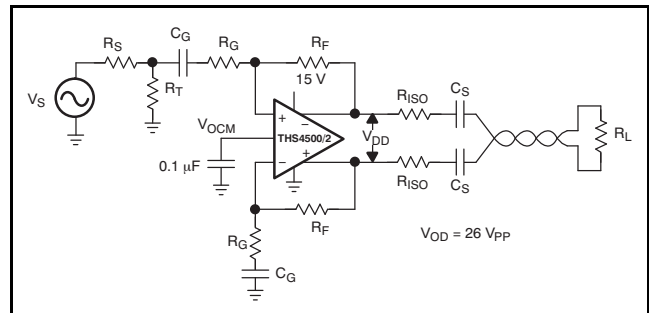 C_G
R_S
R_G
R_F
15 V
V_S
R_T
V_OCM
+
−
THS4500/2
−
+
0.1 µF
V_DD
R_ISO
C_S
R_L
R_ISO
C_S
R_F
R_G
C_G
V_OD = 26 V_PP